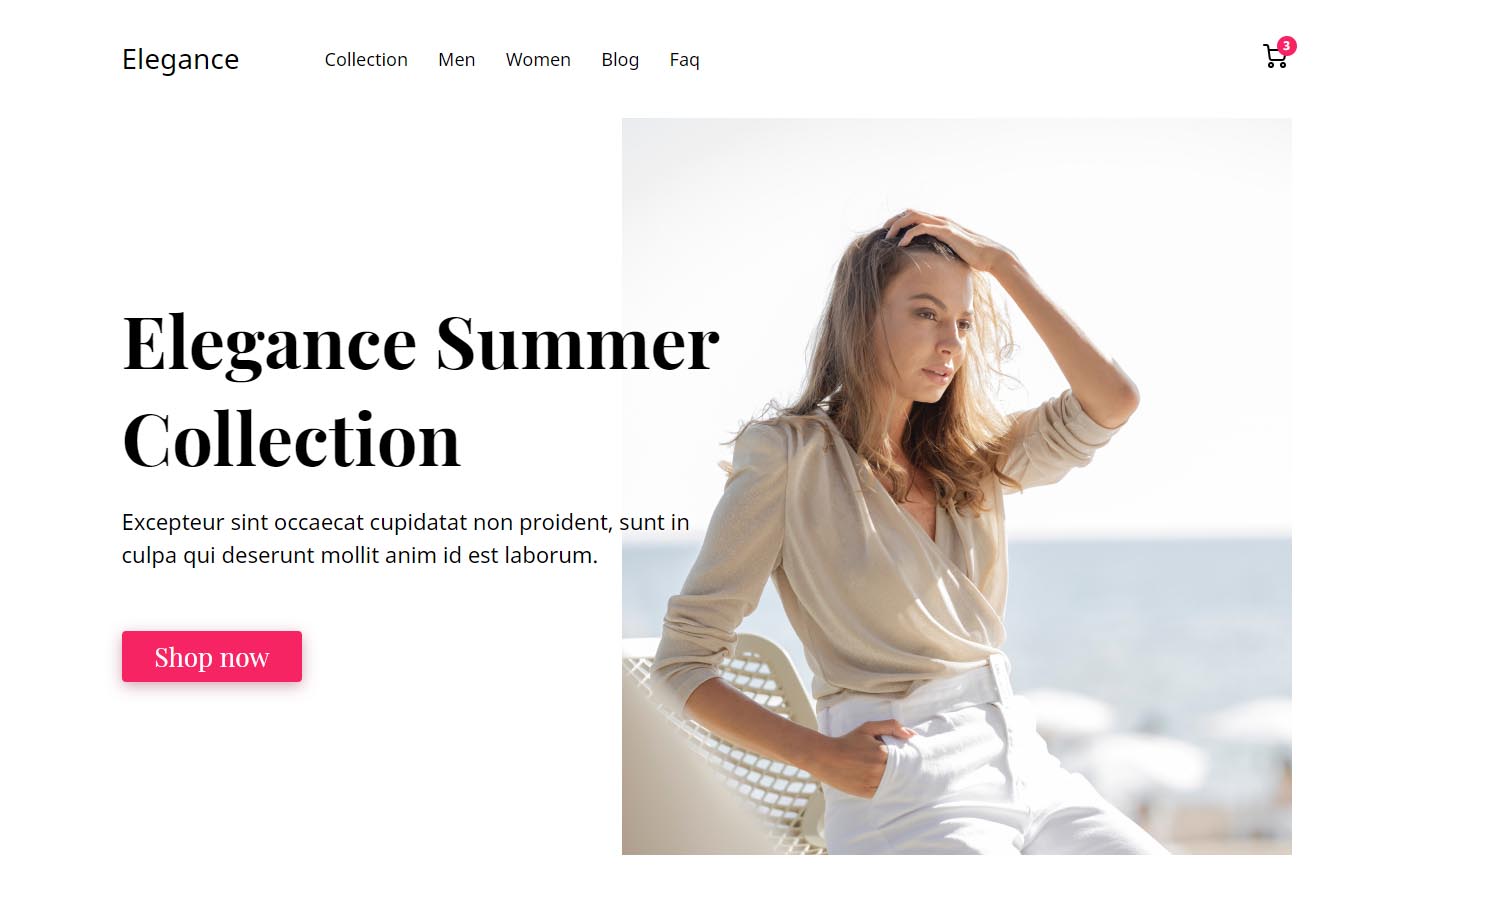 Elegance
Collection Men Women Blog Faq
3
Elegance Summer
Collection
Excepteur sint occaecat cupidatat non proident, sunt in
culpa qui deserunt mollit anim id est laborum.
Shop now